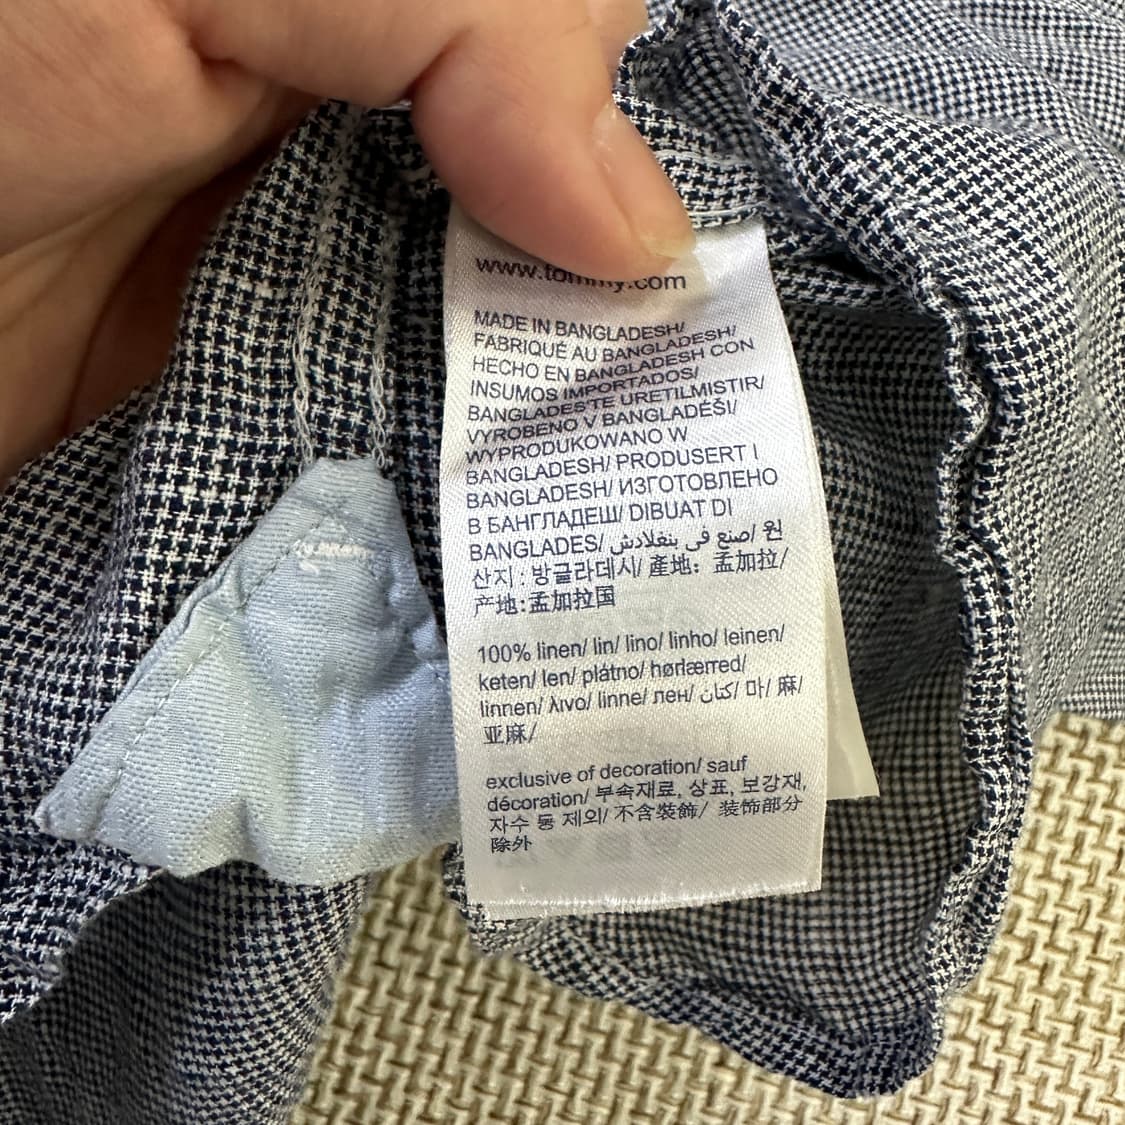 www.tommy.com
MADE IN BANGLADESH/
FABRIQUÉ AU BANGLADESH/
HECHO EN BANGLADESH CON
INSUMOS IMPORTADOS/
BANGLADEŞ'TE URETILMISTIR/
VYROBENO V BANGLADÉŠI/
WYPRODUKOWANO W
BANGLADESH/ PRODUSERT I
BANGLADESH/ ИЗГОТОВЛЕНО
В БАНГЛАДЕШ/ DIBUAT DI
BANGLADES/ صنع في بنغلادش/ 원
산지 : 방글라데시/ 產地：孟加拉/
产地:孟加拉国
100% linen/ lin/ lino/ linho/ leinen/
keten/ len/ plátno/ hørlærred/
linnen/ λινο/ linne/ лен/ كتان/ 마/ 麻/
亚麻/
exclusive of decoration/ sauf
décoration/ 부속재료, 상표, 보강재,
자수 등 제외/ 不含裝飾/ 装饰部分
除外